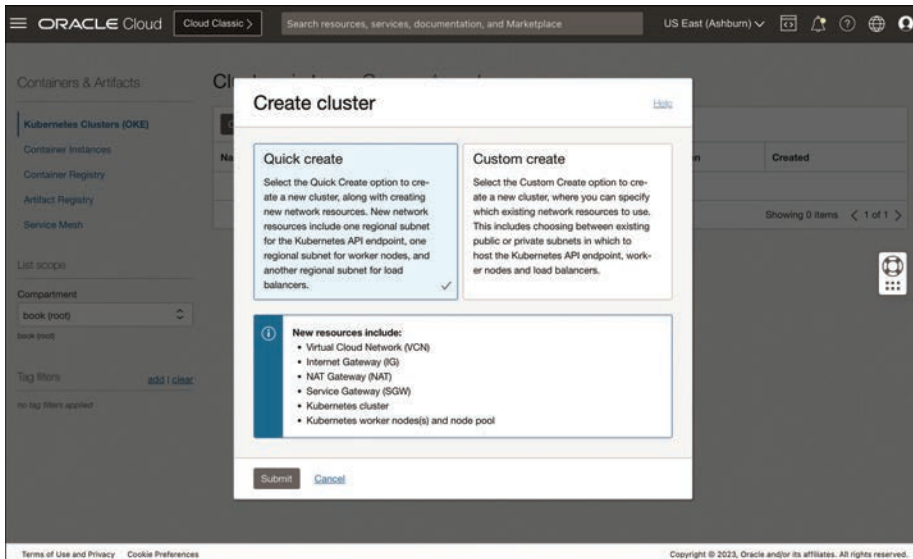 ORACLE Cloud
Cloud Classic >
Search resources, services, documentation, and Marketplace
US East (Ashburn)
Containers & Artifacts
Kubernetes Clusters (OKE)
Container Instances
Container Registry
Artifact Registry
Service Mesh
List scope
Compartment
book (root)
book (root)
Tag filters
add | clear
no tag filters applied
Create cluster
Help
Quick create
Select the Quick Create option to cre-
ate a new cluster, along with creating
new network resources. New network
resources include one regional subnet
for the Kubernetes API endpoint, one
regional subnet for worker nodes, and
another regional subnet for load
balancers.
Custom create
Select the Custom Create option to cre-
ate a new cluster, where you can specify
which existing network resources to use.
This includes choosing between existing
public or private subnets in which to
host the Kubernetes API endpoint, work-
er nodes and load balancers.
New resources include:
• Virtual Cloud Network (VCN)
• Internet Gateway (IG)
• NAT Gateway (NAT)
• Service Gateway (SGW)
• Kubernetes cluster
• Kubernetes worker nodes(s) and node pool
Submit
Cancel
Created
Showing 0 items < 1 of 1 >
Terms of Use and Privacy Cookie Preferences
Copyright © 2023, Oracle and/or its affiliates. All rights reserved.